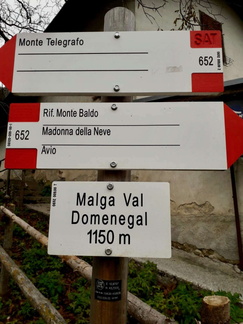 Monte Telegrafo
SAT
652
Rif. Monte Baldo
Madonna della Neve
652
Avio
Malga Val
Domenegal
1150 m